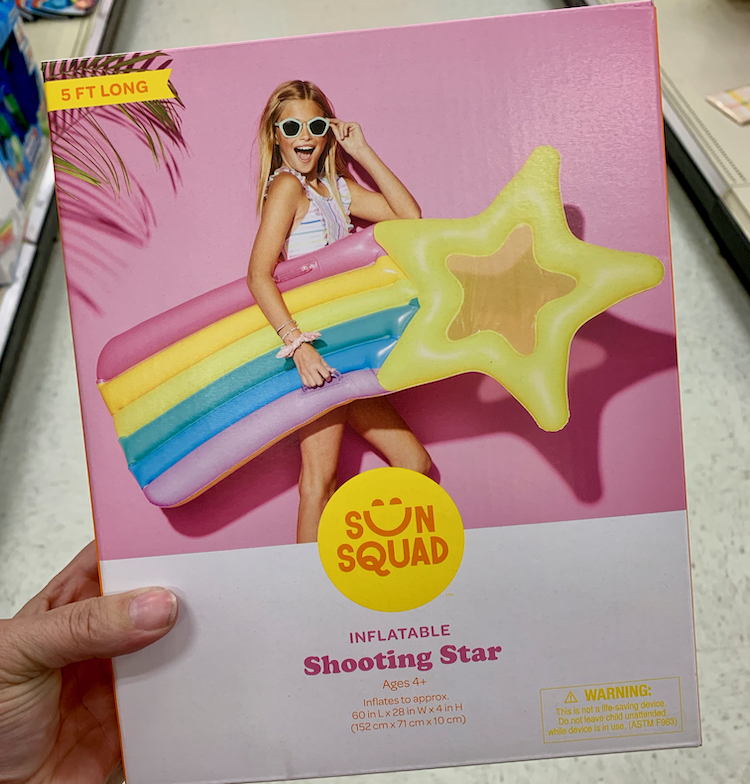 5 FT LONG
SUN
SQUAD
INFLATABLE
Shooting Star
Ages 4+
Inflates to approx.
60 in L x 28 in W x 4 in H
(152 cm x 71 cm x 10 cm)
WARNING:
This is not a life-saving device.
Do not leave child unattended
while device is in use. (ASTM F963)